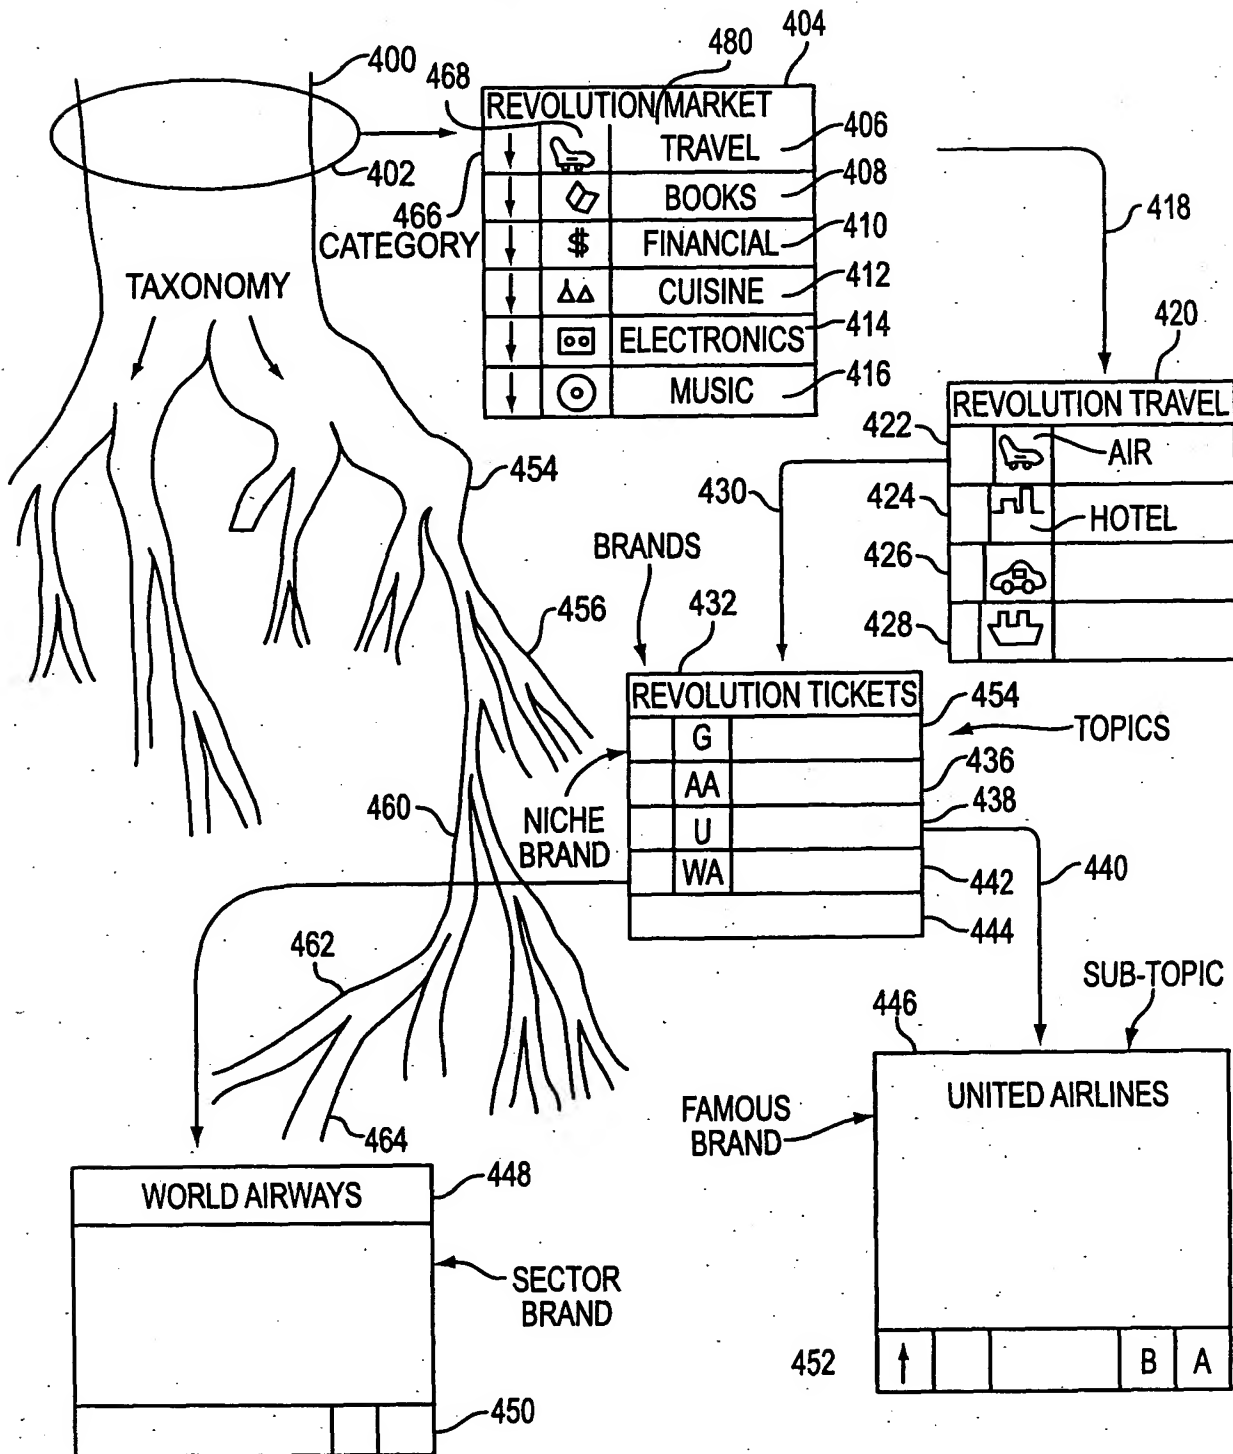 400
468
480
404
REVOLUTION MARKET
TRAVEL
406
402
466
CATEGORY
BOOKS
408
$
FINANCIAL
410
CUISINE
412
ELECTRONICS
414
MUSIC
416
TAXONOMY
418
420
REVOLUTION TRAVEL
422
AIR
424
HOTEL
426
428
454
430
BRANDS
456
432
REVOLUTION TICKETS
454
G
TOPICS
AA
436
U
438
WA
442
444
440
NICHE
BRAND
460
462
464
446
SUB-TOPIC
UNITED AIRLINES
FAMOUS
BRAND
452
B
A
WORLD AIRWAYS
448
SECTOR
BRAND
450